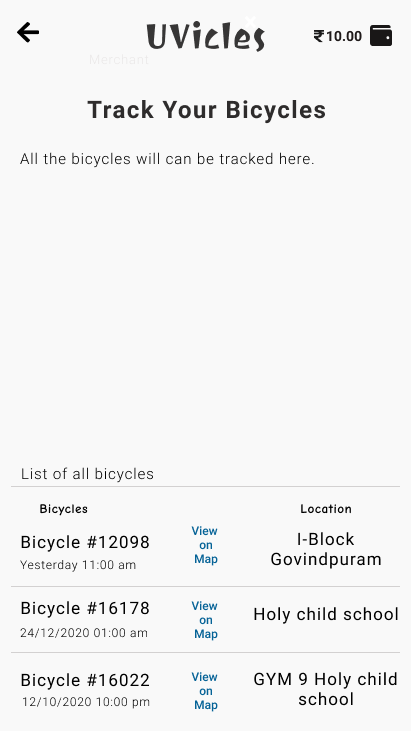 UVicles
₹10.00
Merchant
Track Your Bicycles
All the bicycles will can be tracked here.
List of all bicycles
Bicycles
Location
Bicycle #12098
Yesterday 11:00 am
View
on
Map
I-Block
Govindpuram
Bicycle #16178
24/12/2020 01:00 am
View
on
Map
Holy child school
Bicycle #16022
12/10/2020 10:00 pm
View
on
Map
GYM 9 Holy child
school